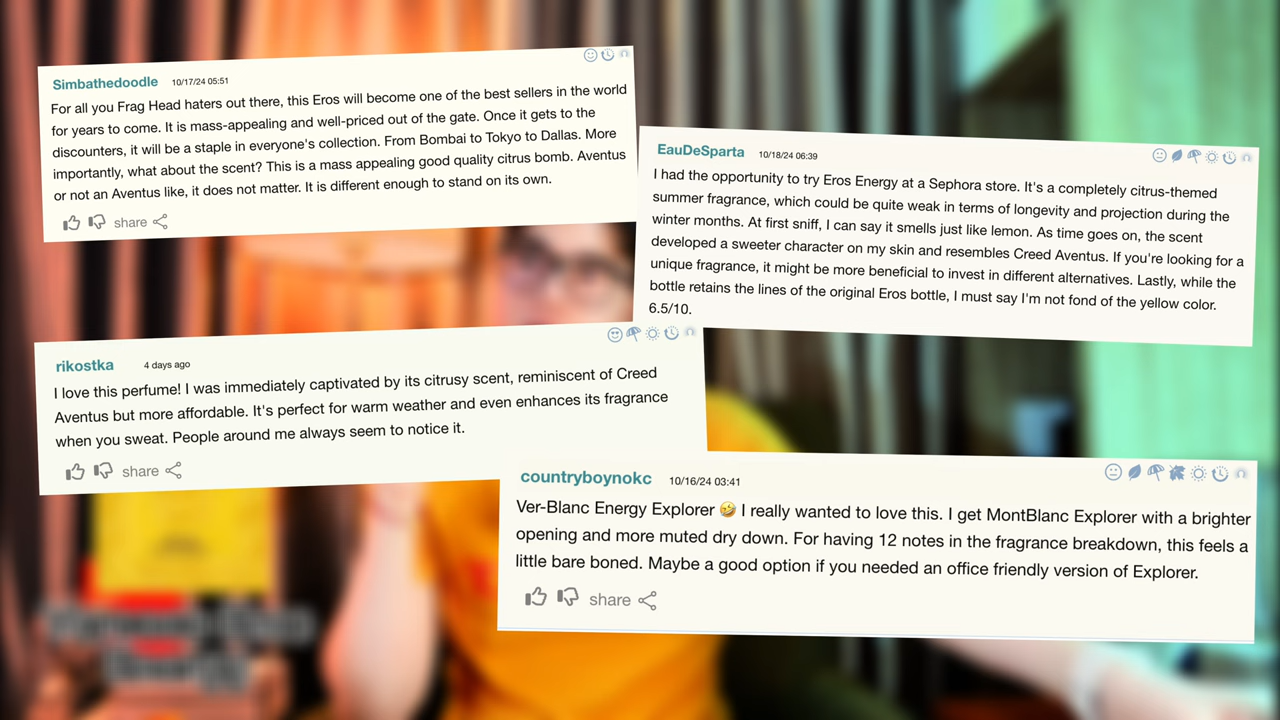 Simbathedoodle 10/17/24 05:51
For all you Frag Head haters out there, this Eros will become one of the best sellers in the world
for years to come. It is mass-appealing and well-priced out of the gate. Once it gets to the
discounters, it will be a staple in everyone's collection. From Bombai to Tokyo to Dallas. More
importantly, what about the scent? This is a mass appealing good quality citrus bomb. Aventus
or not an Aventus like, it does not matter. It is different enough to stand on its own.
share
EauDeSparta 10/18/24 06:39
I had the opportunity to try Eros Energy at a Sephora store. It's a completely citrus-themed
summer fragrance, which could be quite weak in terms of longevity and projection during the
winter months. At first sniff, I can say it smells just like lemon. As time goes on, the scent
developed a sweeter character on my skin and resembles Creed Aventus. If you're looking for a
unique fragrance, it might be more beneficial to invest in different alternatives. Lastly, while the
bottle retains the lines of the original Eros bottle, I must say I'm not fond of the yellow color.
6.5/10.
rikostka 4 days ago
I love this perfume! I was immediately captivated by its citrusy scent, reminiscent of Creed
Aventus but more affordable. It's perfect for warm weather and even enhances its fragrance
when you sweat. People around me always seem to notice it.
share
countryboynokc 10/16/24 03:41
Ver-Blanc Energy Explorer 🤣 I really wanted to love this. I get MontBlanc Explorer with a brighter
opening and more muted dry down. For having 12 notes in the fragrance breakdown, this feels a
little bare boned. Maybe a good option if you needed an office friendly version of Explorer.
share